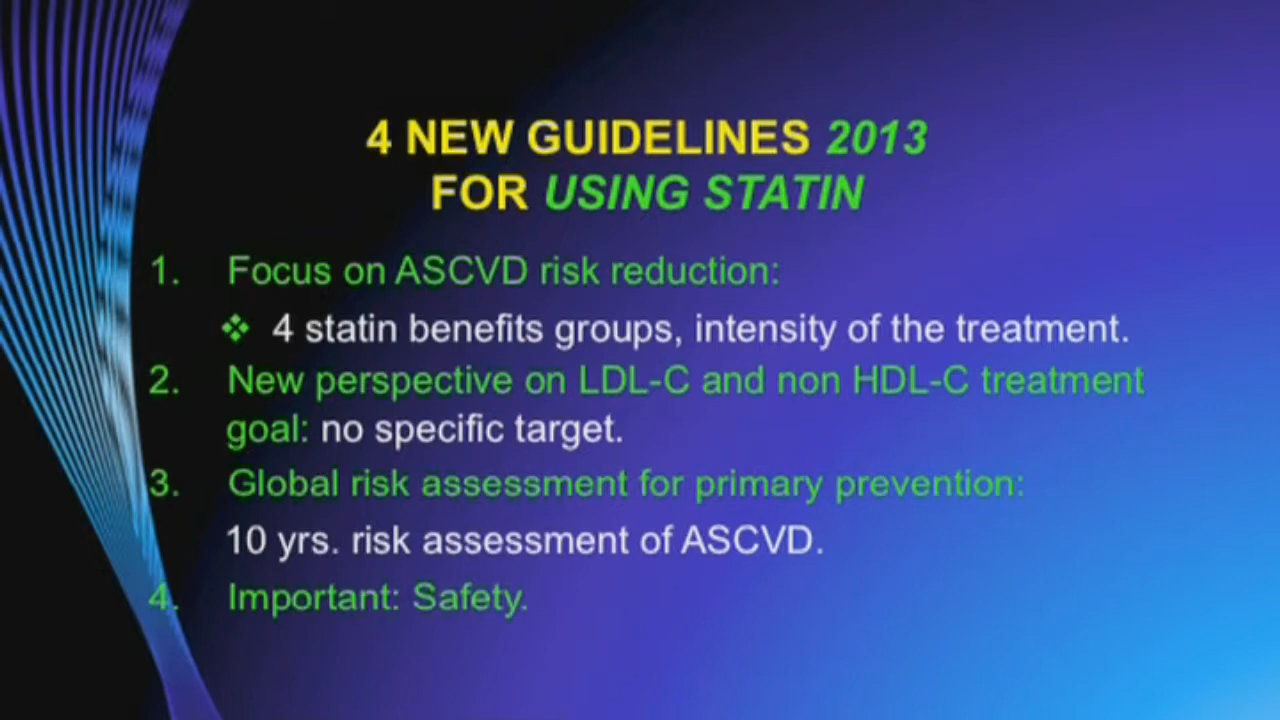 4 NEW GUIDELINES 2013
FOR USING STATIN
1. Focus on ASCVD risk reduction:
❖ 4 statin benefits groups, intensity of the treatment.
2. New perspective on LDL-C and non HDL-C treatment
goal: no specific target.
3. Global risk assessment for primary prevention:
10 yrs. risk assessment of ASCVD.
4. Important: Safety.